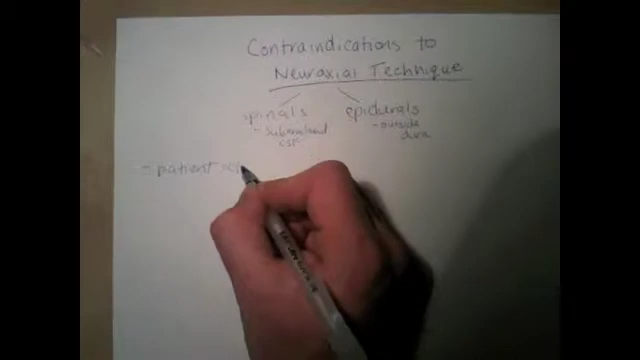 Contraindications to
Neuraxial Technique
spinals epidurals
- subarachnoid - outside
CSF dura
- patient